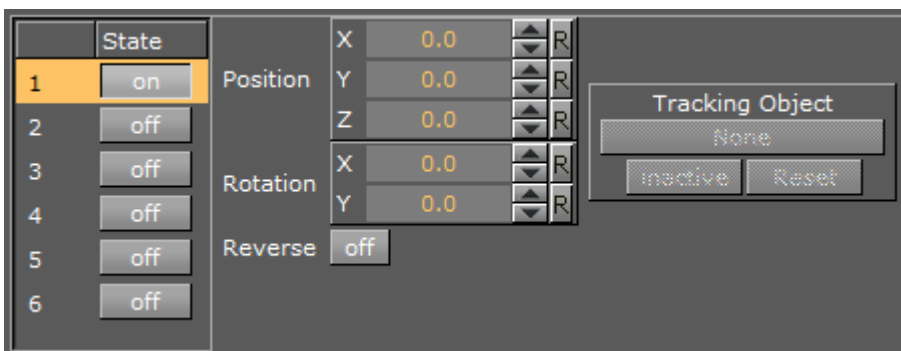 State
1 on
2 off
3 off
4 off
5 off
6 off
Position
X 0.0 R
Y 0.0 R
Z 0.0 R
Rotation
X 0.0 R
Y 0.0 R
Reverse off
Tracking Object
None
Inactive Reset